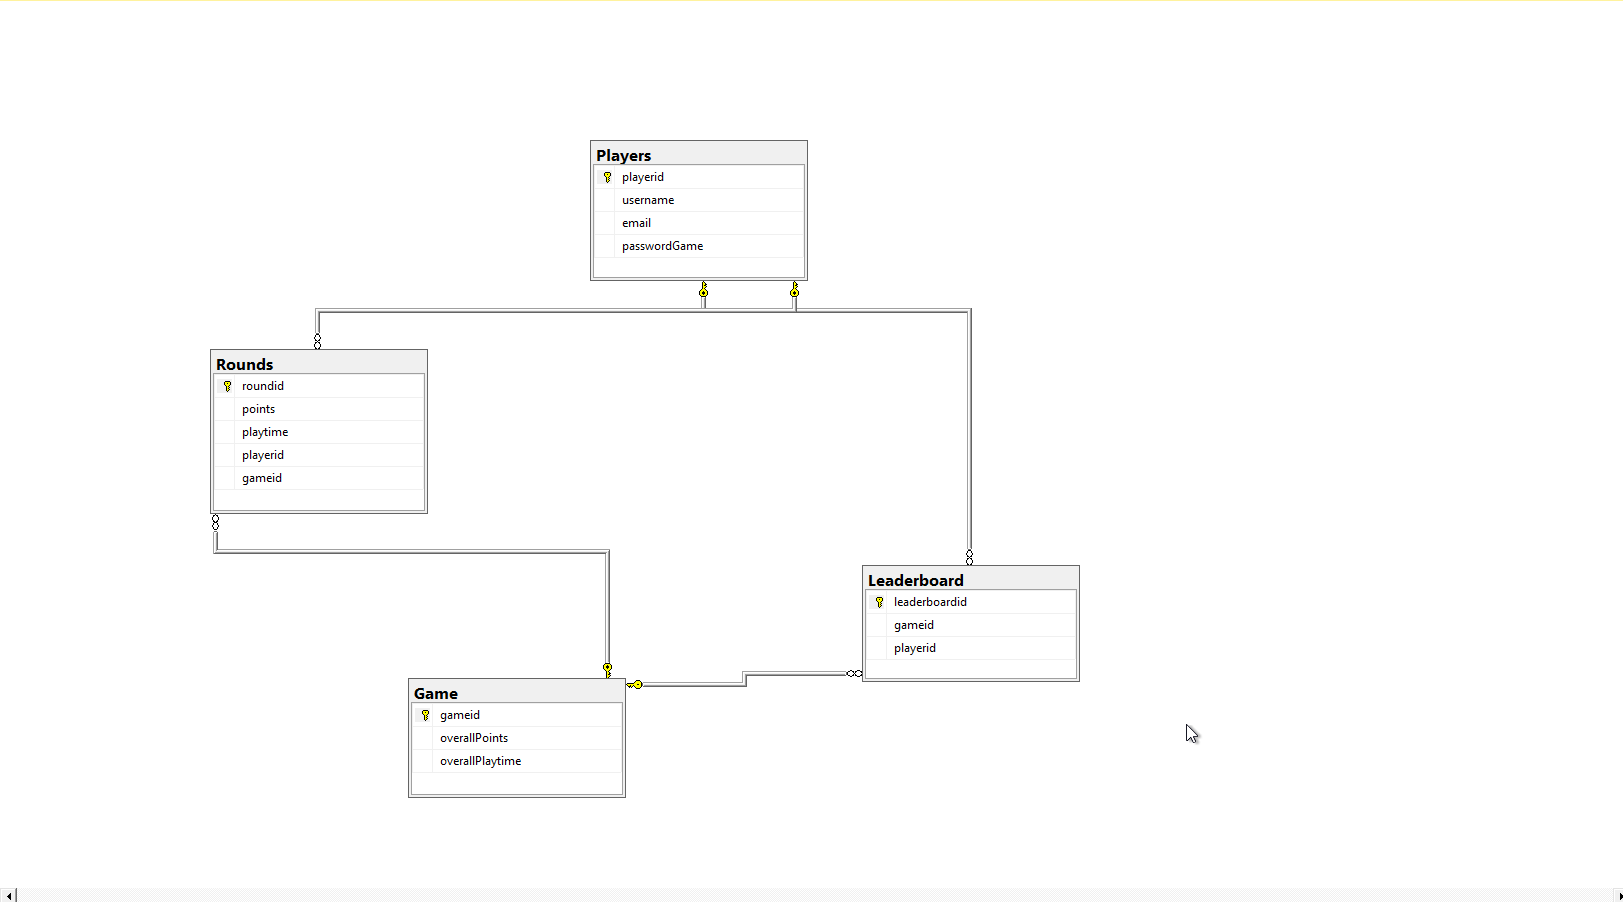 Players
playerid
username
email
passwordGame
Rounds
roundid
points
playtime
playerid
gameid
Leaderboard
leaderboardid
gameid
playerid
Game
gameid
overallPoints
overallPlaytime